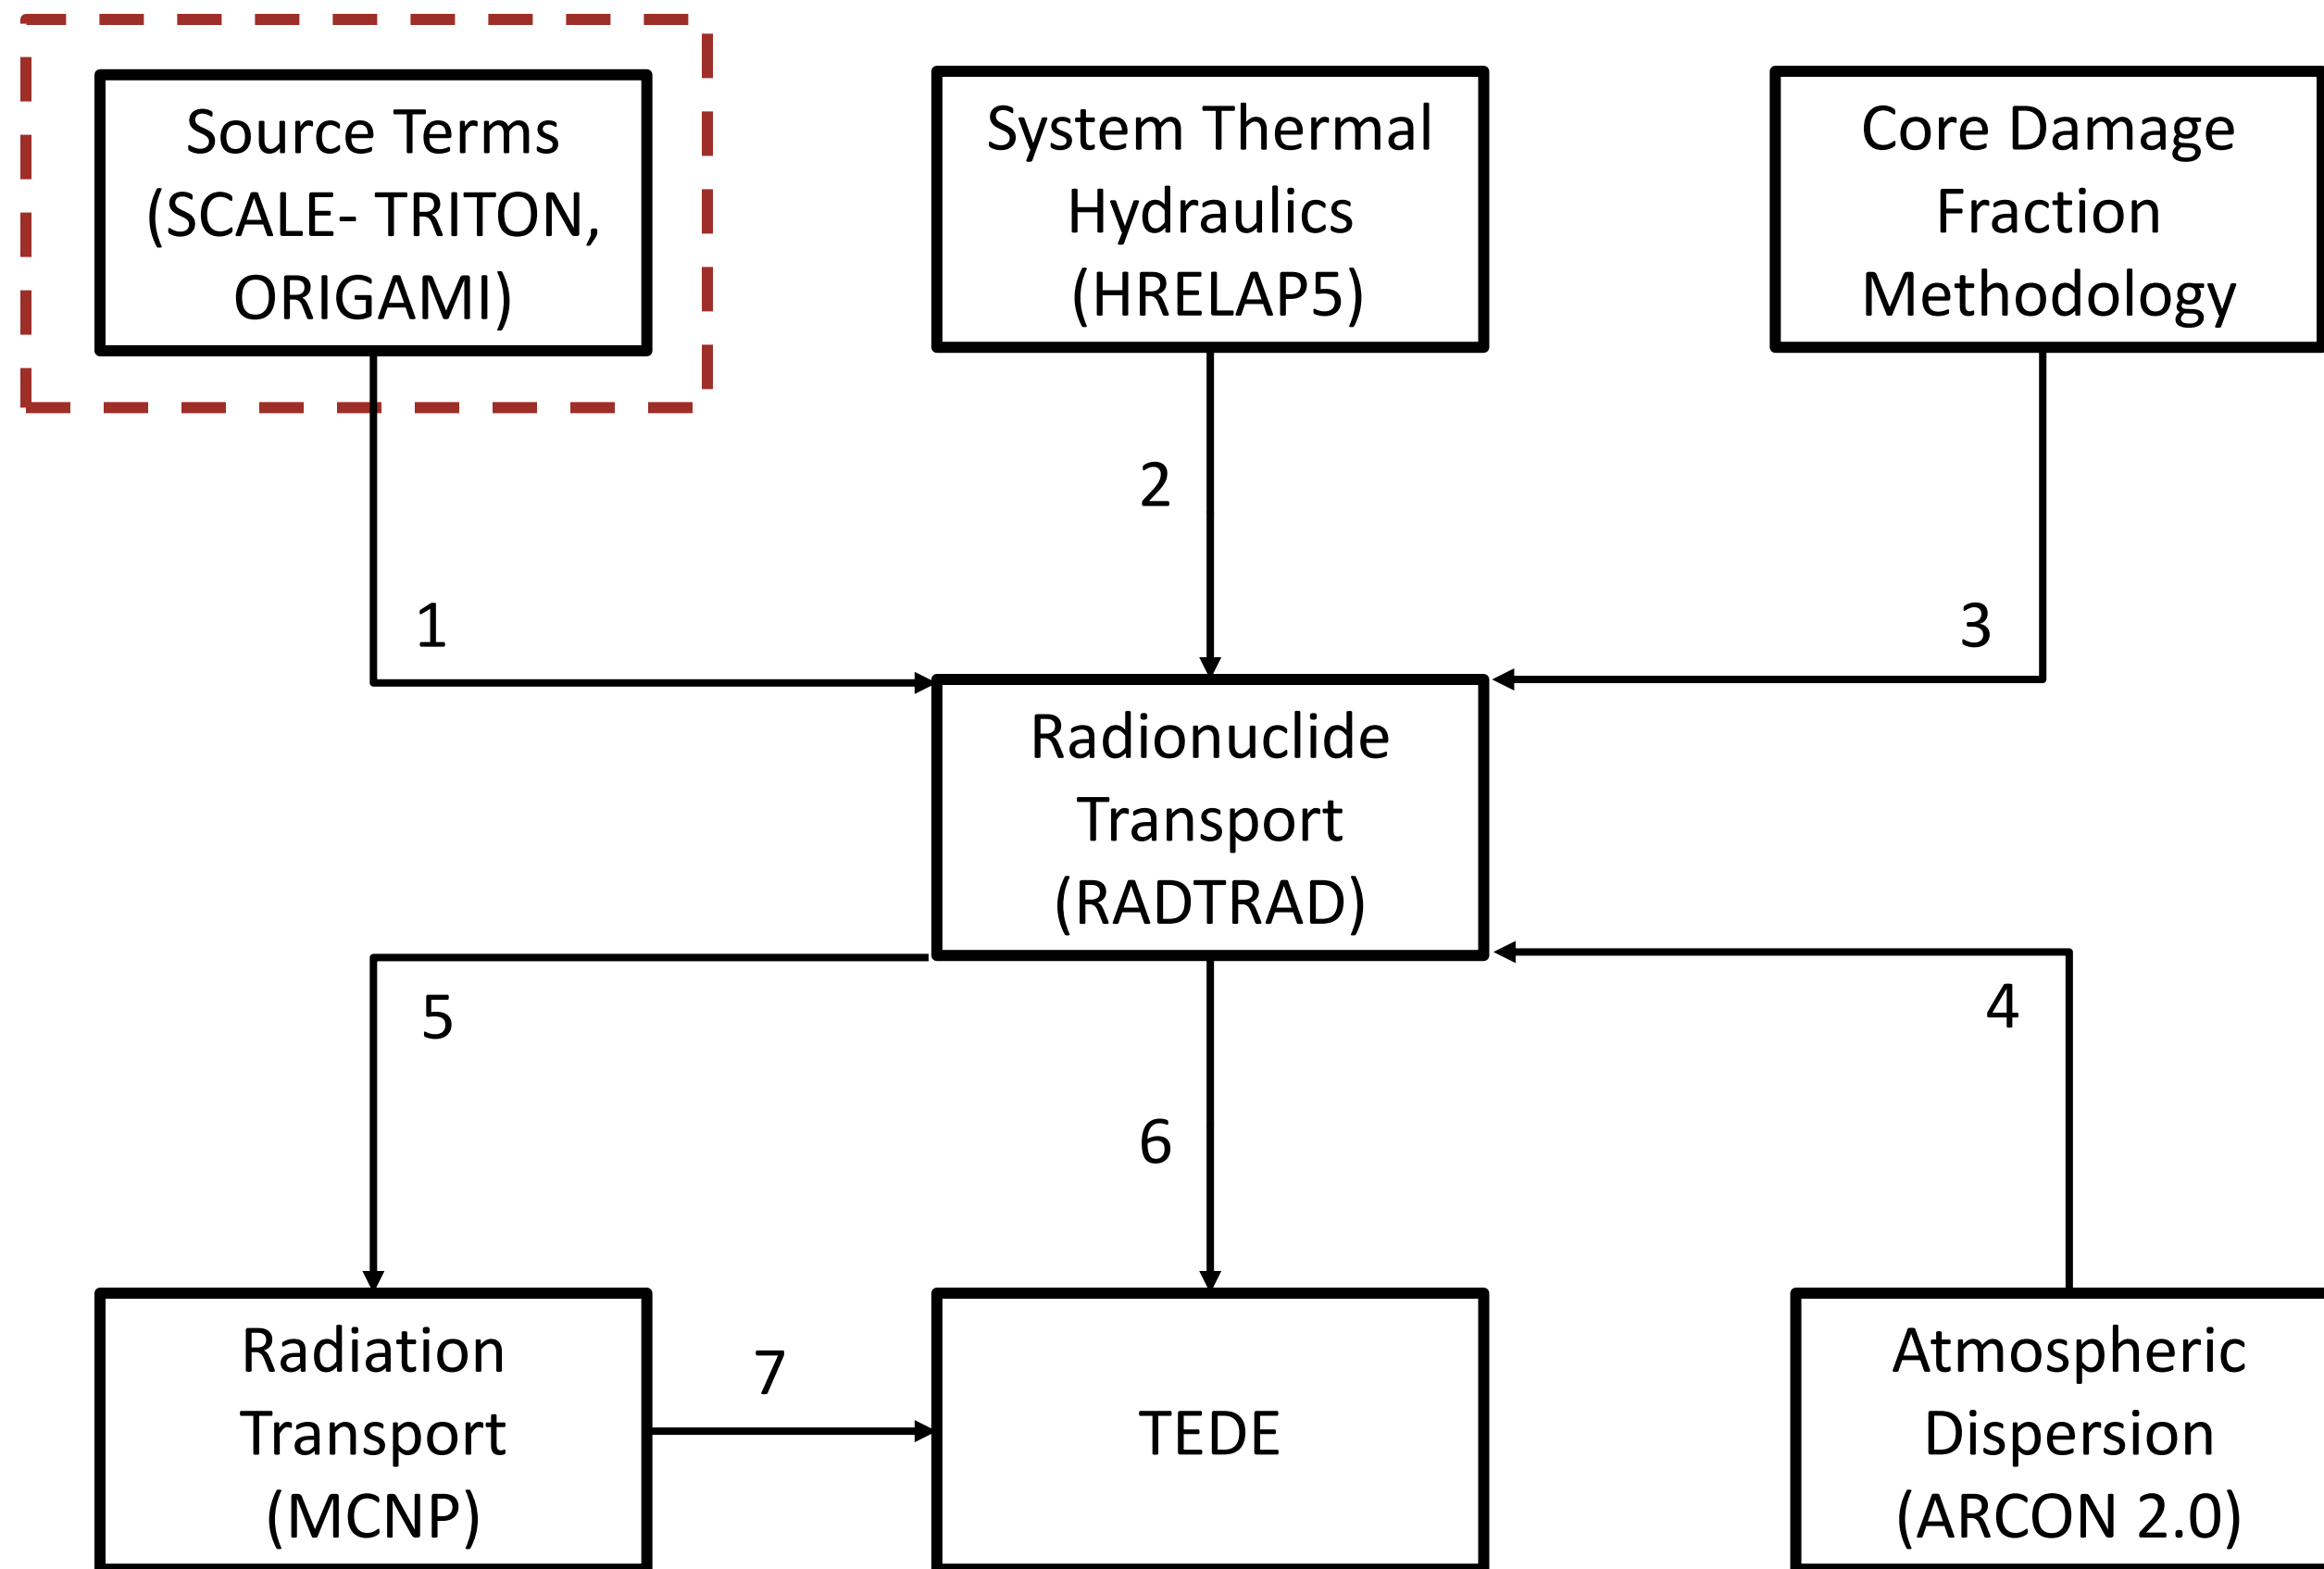 Source Terms
(SCALE- TRITON,
ORIGAMI)
System Thermal
Hydraulics
(HRELAP5)
Core Damage
Fraction
Methodology
2
1
3
Radionuclide
Transport
(RADTRAD)
5
4
6
Radiation
Transport
(MCNP)
7
TEDE
Atmospheric
Dispersion
(ARCON 2.0)